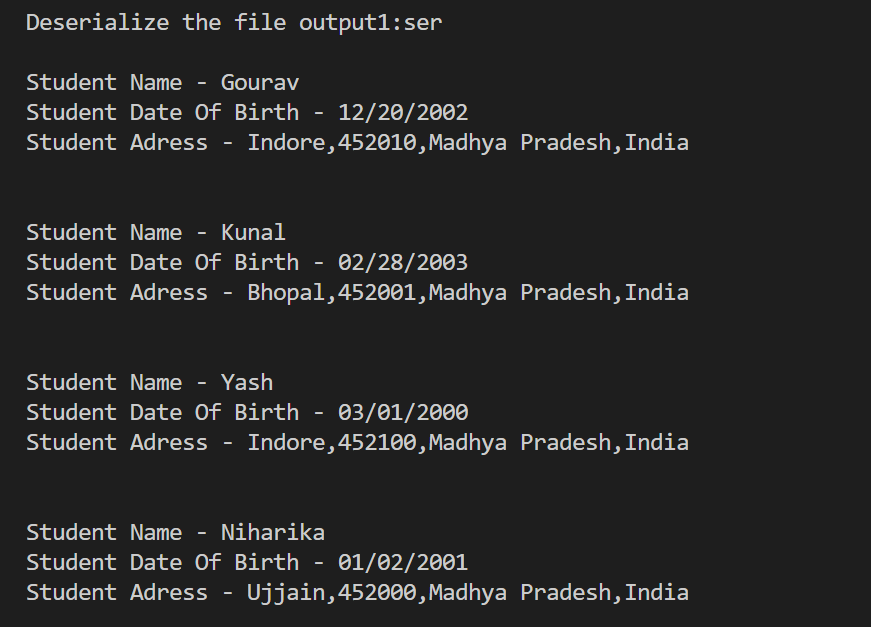 Deserialize the file output1:ser
Student Name - Gourav
Student Date Of Birth - 12/20/2002
Student Adress - Indore,452010,Madhya Pradesh,India
Student Name - Kunal
Student Date Of Birth - 02/28/2003
Student Adress - Bhopal,452001,Madhya Pradesh,India
Student Name - Yash
Student Date Of Birth - 03/01/2000
Student Adress - Indore,452100,Madhya Pradesh,India
Student Name - Niharika
Student Date Of Birth - 01/02/2001
Student Adress - Ujjain,452000,Madhya Pradesh,India